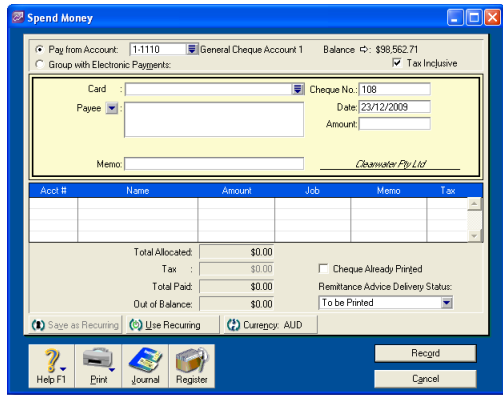 Spend Money
Pay from Account: 1-1110 General Cheque Account 1 Balance ⇨: $98,562.71
Group with Electronic Payments: Tax Inclusive
Card : Cheque No.: 108
Payee : Date: 23/12/2009
Amount:
Memo: Clearwater Pty Ltd
Acct # Name Amount Job Memo Tax
Total Allocated: $0.00
Tax : $0.00 Cheque Already Printed
Total Paid: $0.00 Remittance Advice Delivery Status:
Out of Balance: $0.00 To be Printed
Save as Recurring Use Recurring Currency: AUD
Help F1 Print Journal Register
Record
Cancel